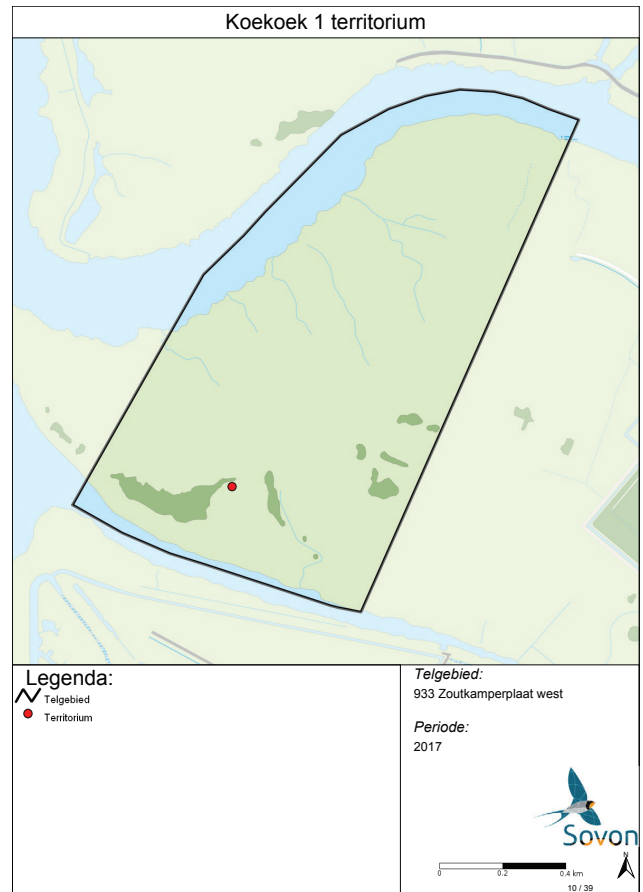 Koekoek 1 territorium
Legenda:
Telgebied
Territorium
Telgebied:
933 Zoutkamperplaat west
Periode:
2017
Sovon
N
0 0.2 0.4 km
10 / 39